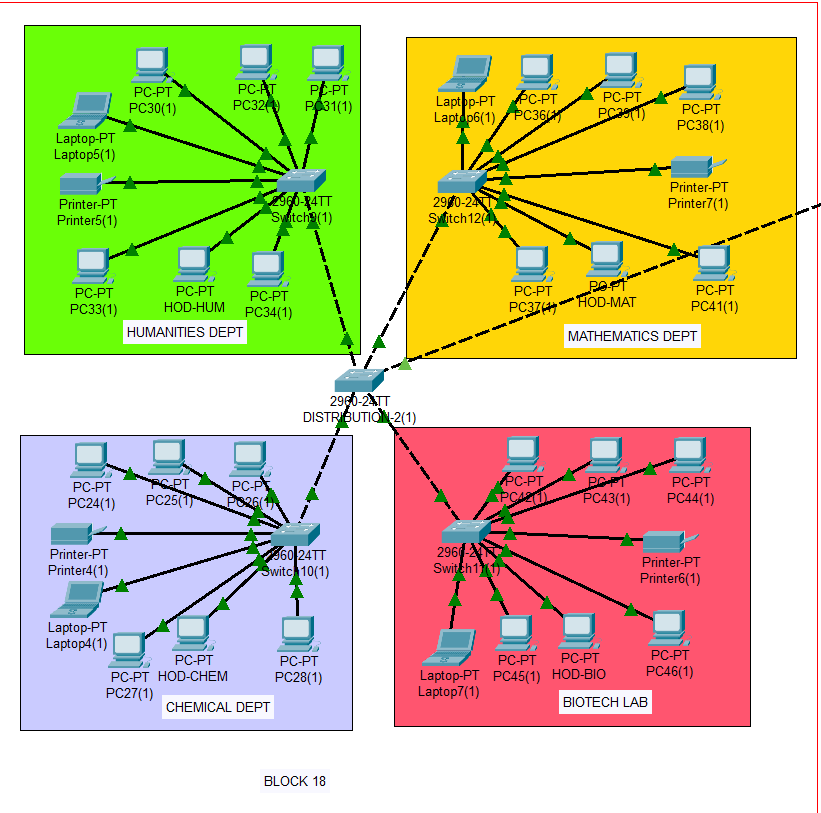 PC-PT
PC30(1)
PC-PT
PC32(1)
PC-PT
PC31(1)
Laptop-PT
Laptop5(1)
Printer-PT
Printer5(1)
2960-24TT
Switch9(1)
PC-PT
PC33(1)
PC-PT
HOD-HUM
PC-PT
PC34(1)
HUMANITIES DEPT
Laptop-PT
Laptop6(1)
PC-PT
PC36(1)
PC-PT
PC39(1)
PC-PT
PC38(1)
Printer-PT
Printer7(1)
2960-24TT
Switch12(1)
PC-PT
PC37(1)
PC-PT
HOD-MAT
PC-PT
PC41(1)
MATHEMATICS DEPT
2960-24TT
DISTRIBUTION-2(1)
PC-PT
PC24(1)
PC-PT
PC25(1)
PC-PT
PC26(1)
Printer-PT
Printer4(1)
2960-24TT
Switch10(1)
Laptop-PT
Laptop4(1)
PC-PT
PC27(1)
PC-PT
HOD-CHEM
PC-PT
PC28(1)
CHEMICAL DEPT
PC-PT
PC42(1)
PC-PT
PC43(1)
PC-PT
PC44(1)
2960-24TT
Switch11(1)
Printer-PT
Printer6(1)
Laptop-PT
Laptop7(1)
PC-PT
PC45(1)
PC-PT
HOD-BIO
PC-PT
PC46(1)
BIOTECH LAB
BLOCK 18